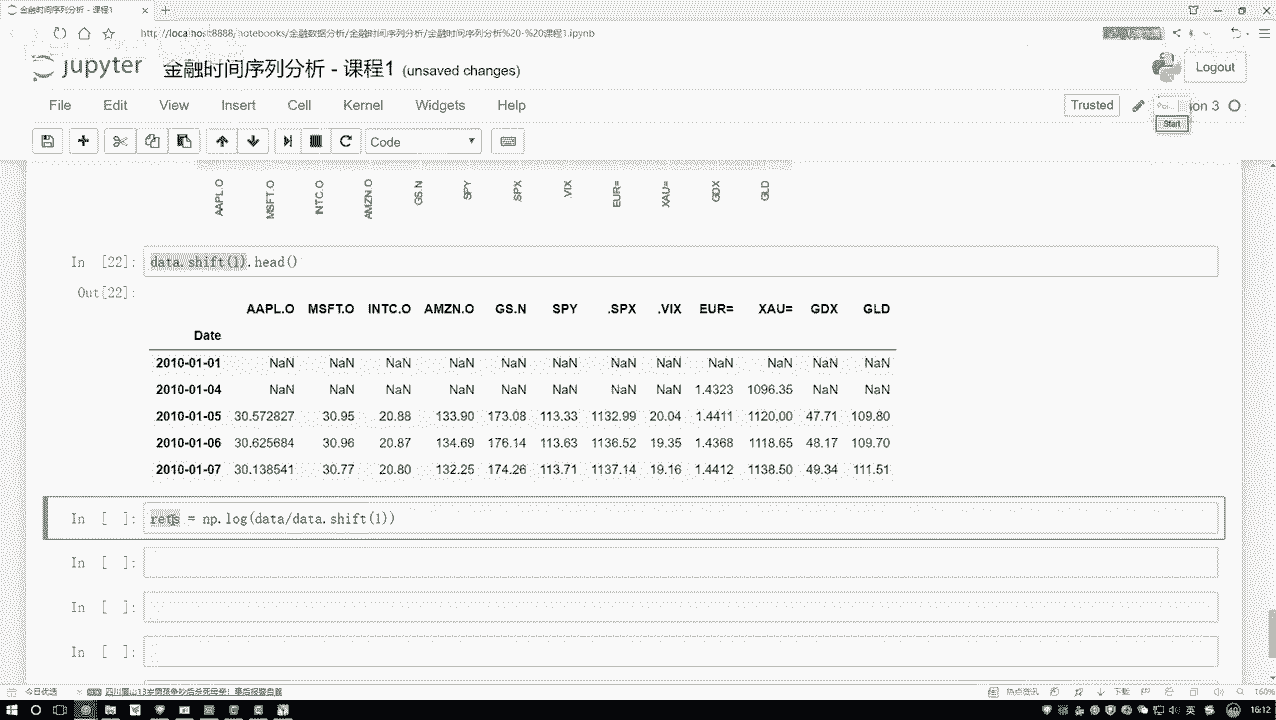 金融时间序列分析 - 课程1
http://localhost:8888/notebooks/金融数据分析/金融时间序列分析/金融时间序列分析%20-%20课程1.ipynb
jupyter 金融时间序列分析 - 课程1 (unsaved changes)
Logout
File Edit View Insert Cell Kernel Widgets Help
Trusted
on 3
Code
Start
AAPL.O MSFT.O INTC.O AMZN.O GS.N SPY .SPX .VIX EUR= XAU= GDX GLD
In [22]: data.shift(1).head()
Out[22]:
AAPL.O MSFT.O INTC.O AMZN.O GS.N SPY .SPX .VIX EUR= XAU= GDX GLD
Date
2010-01-01 NaN NaN NaN NaN NaN NaN NaN NaN NaN NaN NaN NaN
2010-01-04 NaN NaN NaN NaN NaN NaN NaN NaN 1.4323 1096.35 NaN NaN
2010-01-05 30.572827 30.95 20.88 133.90 173.08 113.33 1132.99 20.04 1.4411 1120.00 47.71 109.80
2010-01-06 30.625684 30.96 20.87 134.69 176.14 113.63 1136.52 19.35 1.4368 1118.65 48.17 109.70
2010-01-07 30.138541 30.77 20.80 132.25 174.26 113.71 1137.14 19.16 1.4412 1138.50 49.34 111.51
In [ ]: rets = np.log(data/data.shift(1))
In [ ]:
In [ ]:
In [ ]:
今日优选
热点资讯
下载
160%
英
16:12